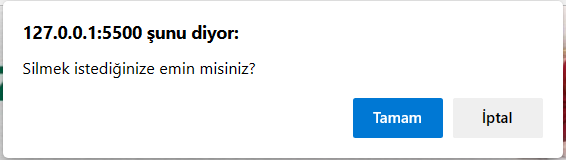 127.0.0.1:5500 şunu diyor:
Silmek istediğinize emin misiniz?
Tamam İptal